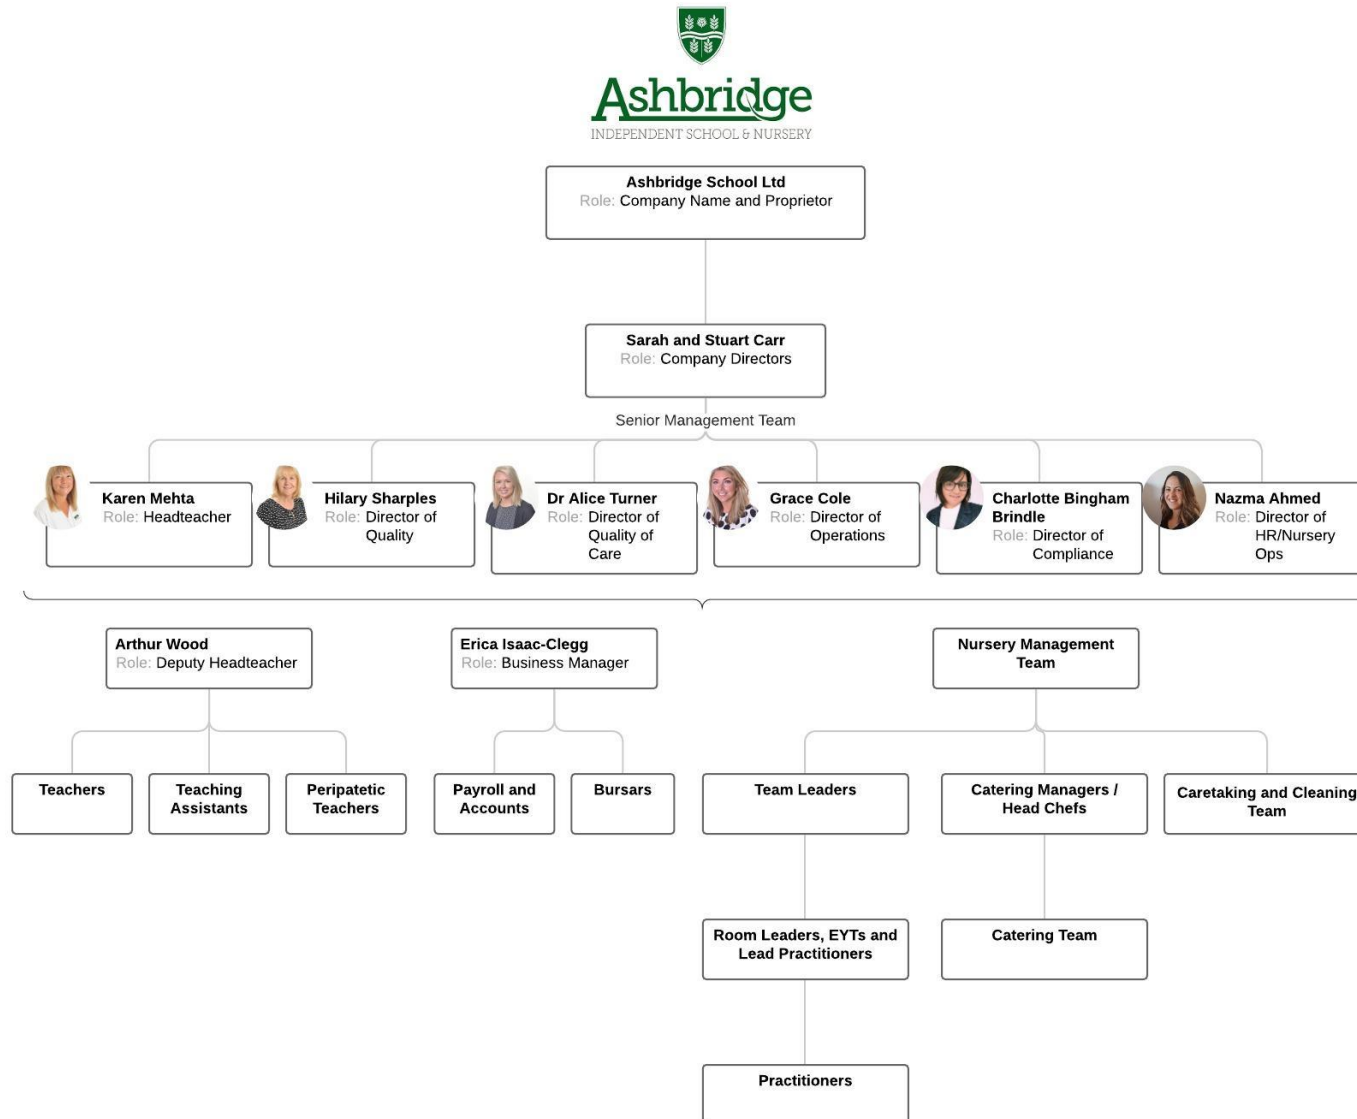 Ashbridge
INDEPENDENT SCHOOL & NURSERY
Ashbridge School Ltd
Role: Company Name and Proprietor
Sarah and Stuart Carr
Role: Company Directors
Senior Management Team
Karen Mehta
Role: Headteacher
Hilary Sharples
Role: Director of
Quality
Dr Alice Turner
Role: Director of
Quality of
Care
Grace Cole
Role: Director of
Operations
Charlotte Bingham
Brindle
Role: Director of
Compliance
Nazma Ahmed
Role: Director of
HR/Nursery
Ops
Arthur Wood
Role: Deputy Headteacher
Erica Isaac-Clegg
Role: Business Manager
Nursery Management
Team
Teachers
Teaching
Assistants
Peripatetic
Teachers
Payroll and
Accounts
Bursars
Team Leaders
Catering Managers /
Head Chefs
Caretaking and Cleaning
Team
Room Leaders, EYTs and
Lead Practitioners
Catering Team
Practitioners